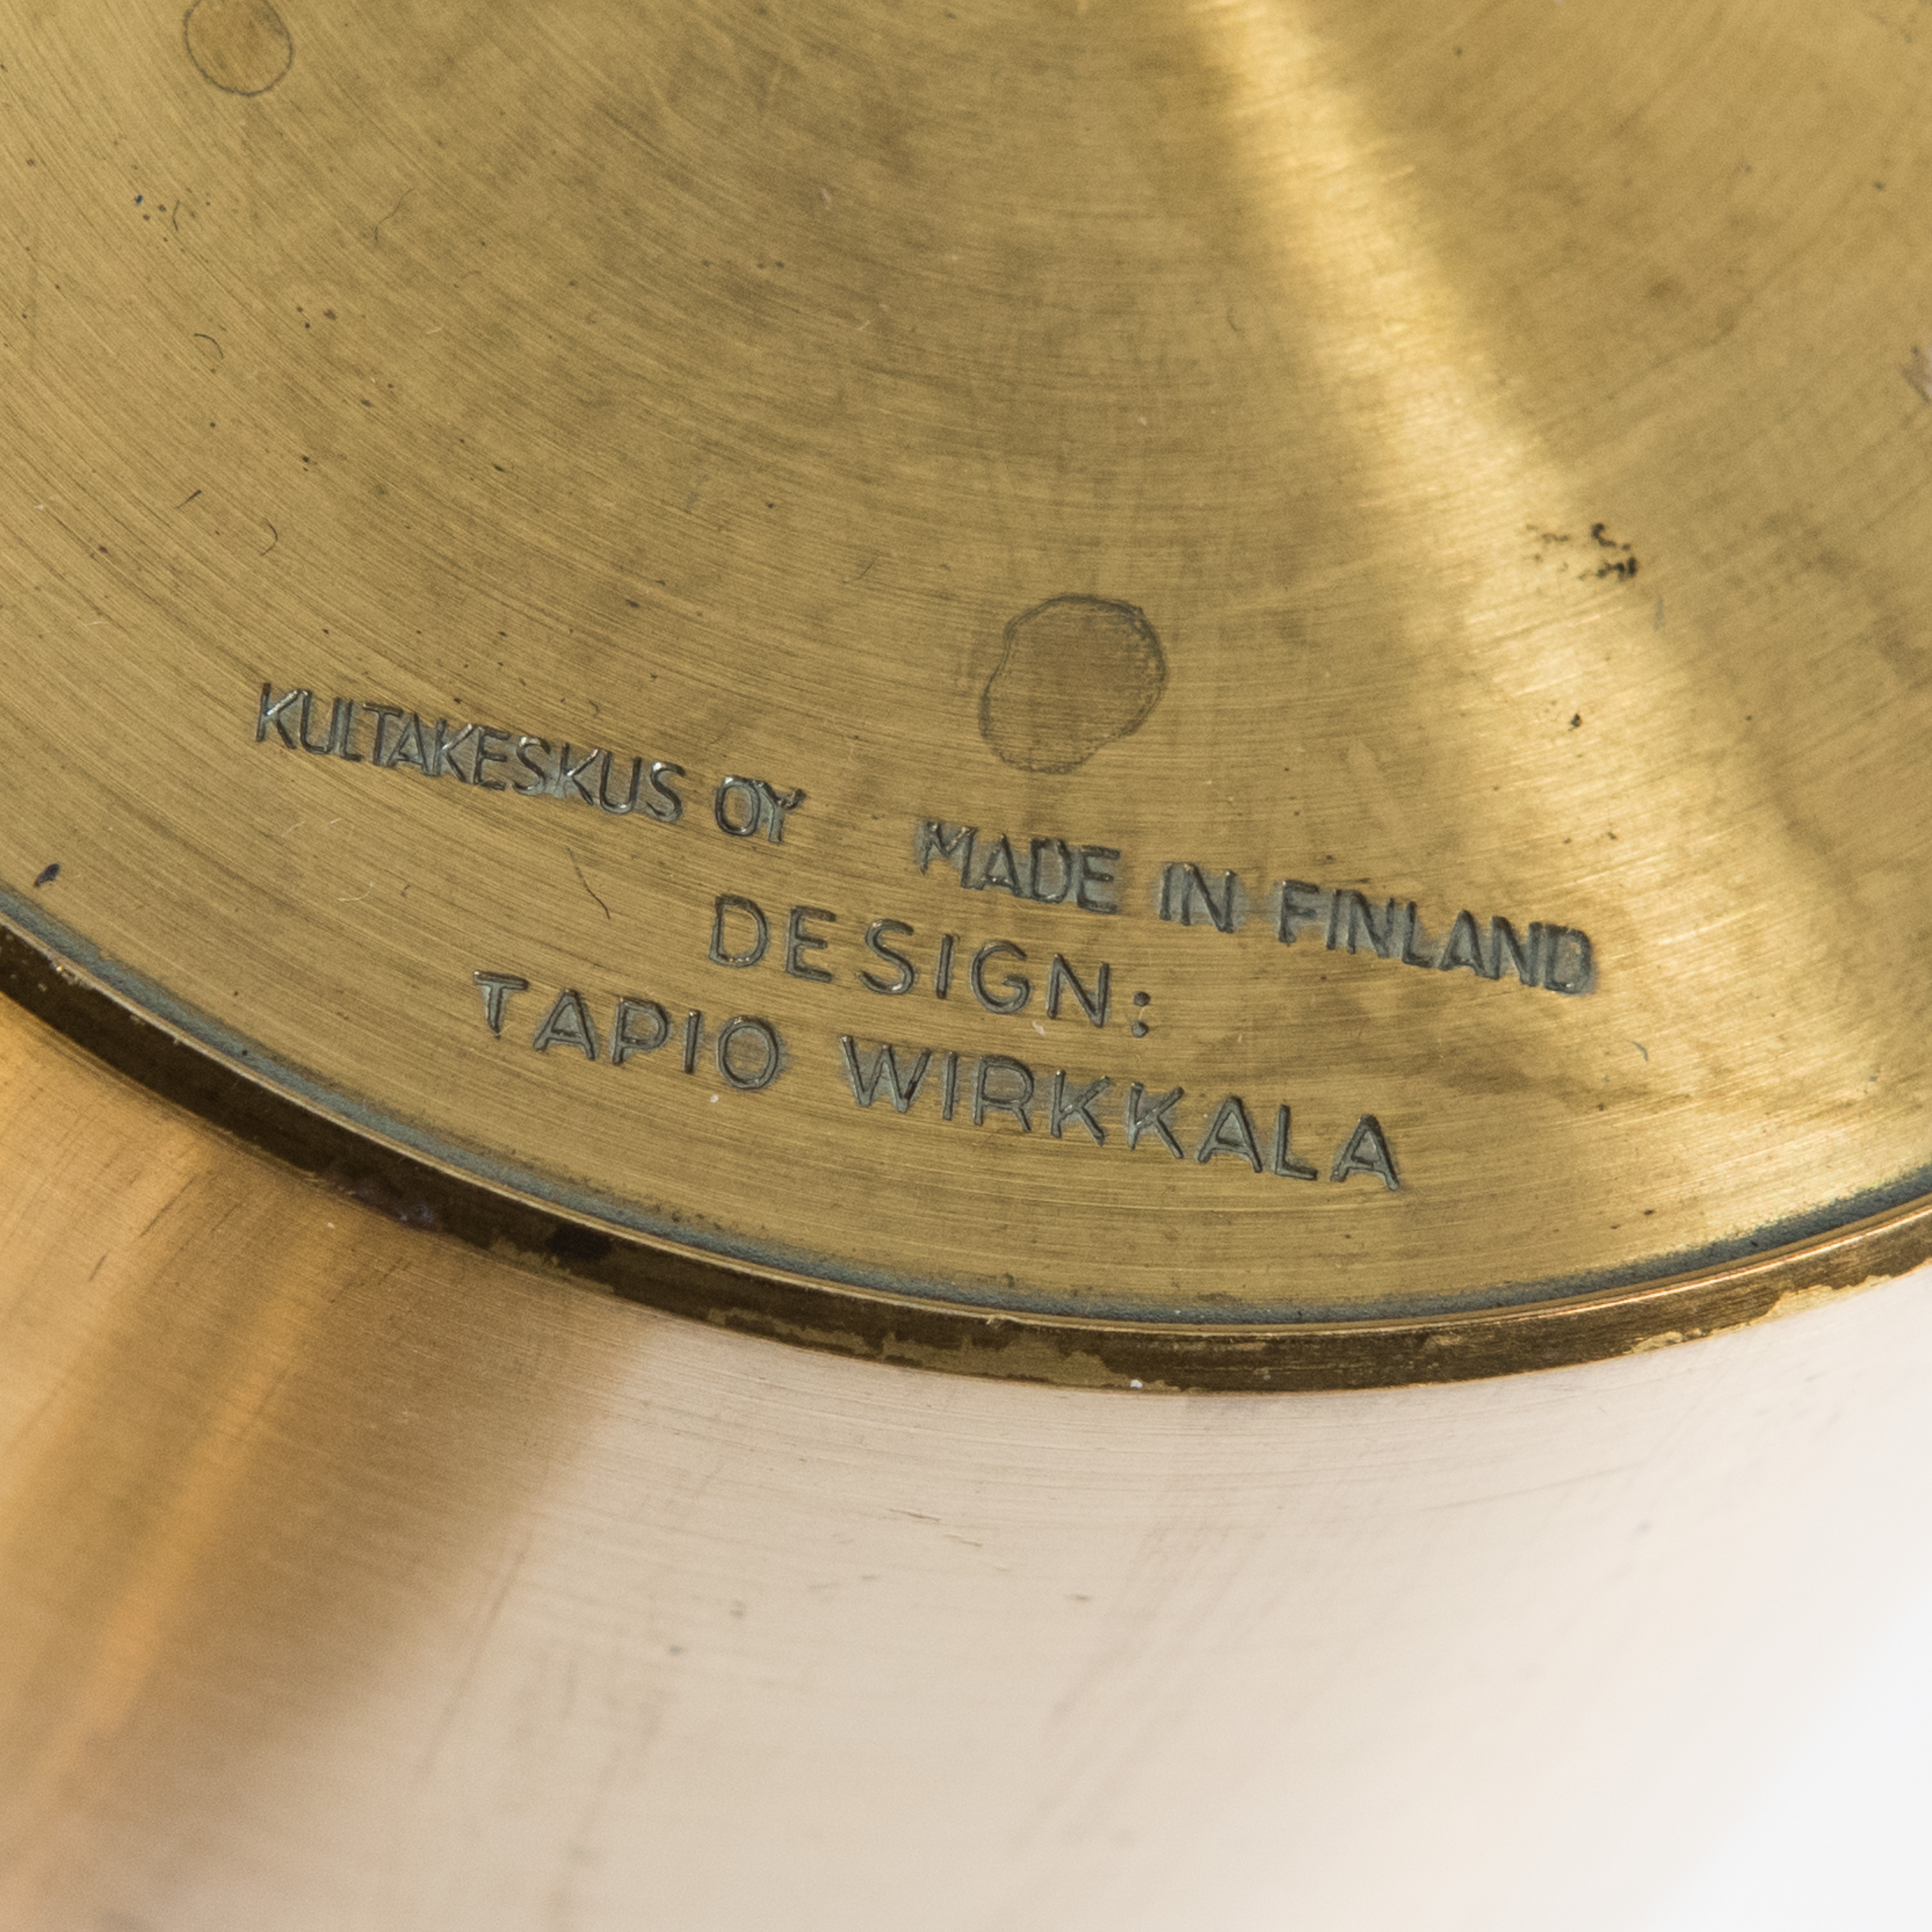 KULTAKESKUS OY MADE IN FINLAND
DESIGN:
TAPIO WIRKKALA